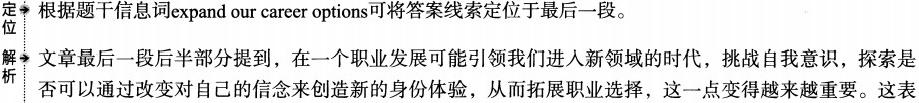 定位 根据题干信息词expand our career options可将答案线索定位于最后一段。
解析 文章最后一段后半部分提到，在一个职业发展可能引领我们进入新领域的时代，挑战自我意识，探索是
否可以通过改变对自己的信念来创造新的身份体验，从而拓展职业选择，这一点变得越来越重要。这表